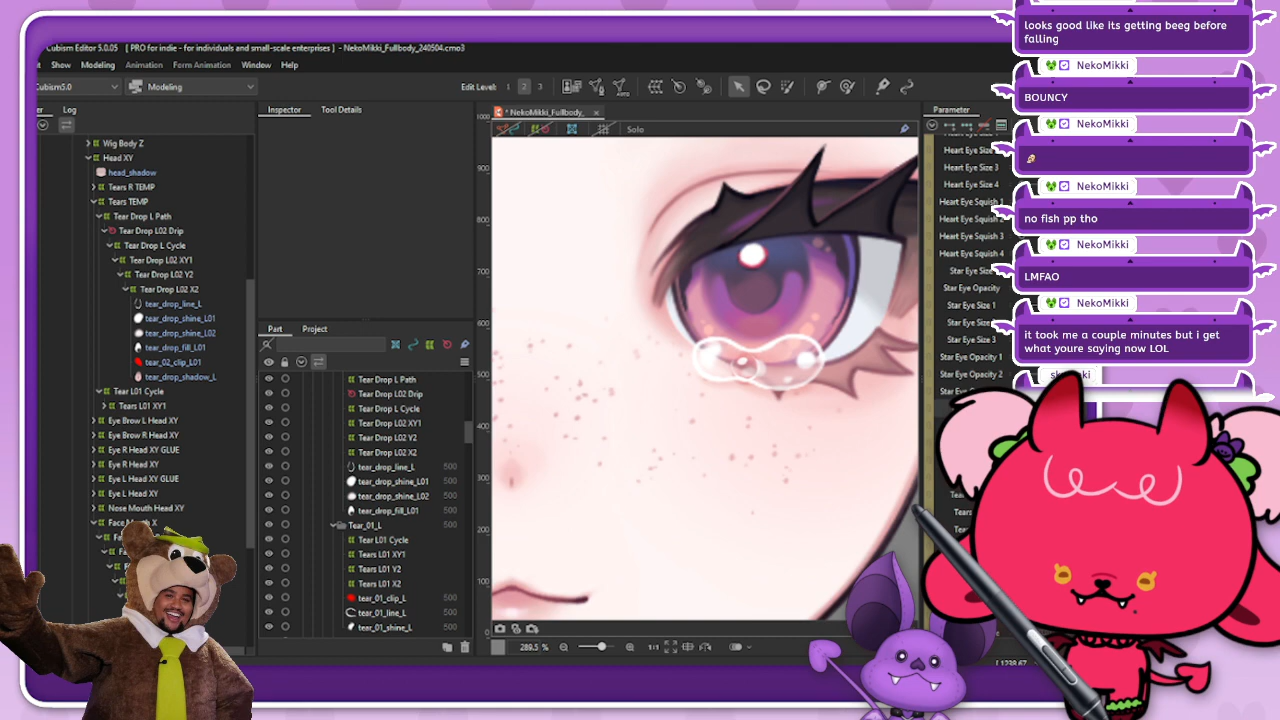 Cubism Editor 5.0.05 [ PRO for indie - for individuals and small-scale enterprises ] - NekoMikki_Fullbody_240504.cmo3
Show Modeling Animation Form Animation Window Help
Cubism5.0
Modeling
Edit Level: 1 2 3
Log
Wig Body Z
Head XY
head_shadow
Tears R TEMP
Tears TEMP
Tear Drop L Path
Tear Drop L02 Drip
Tear Drop L Cycle
Tear Drop L02 XY1
Tear Drop L02 Y2
Tear Drop L02 X2
tear_drop_line_L
tear_drop_shine_L01
tear_drop_shine_L02
tear_drop_fill_L01
tear_02_clip_L01
tear_drop_shadow_L
Tear L01 Cycle
Tears L01 XY1
Eye Brow L Head XY
Eye Brow R Head XY
Eye R Head XY GLUE
Eye R Head XY
Eye L Head XY GLUE
Eye L Head XY
Nose Mouth Head XY
Inspector
Tool Details
Part
Project
Tear Drop L Path
Tear Drop L02 Drip
Tear Drop L Cycle
Tear Drop L02 XY1
Tear Drop L02 Y2
Tear Drop L02 X2
tear_drop_line_L 500
tear_drop_shine_L01 500
tear_drop_shine_L02 500
tear_drop_fill_L01 500
Tear_01_L 500
Tear L01 Cycle
Tears L01 XY1
Tears L01 Y2
Tears L01 X2
tear_01_clip_L 500
tear_01_line_L 500
tear_01_shine_L 500
* NekoMikki_Fullbody_
Solo
1000
900
800
700
600
500
400
300
200
100
0
289.5 %
1:1
Parameter
Heart Eye Size 3
Heart Eye Size 4
Heart Eye Squish 1
Heart Eye Squish
Heart Eye Squish 3
Heart Eye Squish 4
Star Eye Size
Star Eye Opacity
Star Eye Size 1
Star Eye Size
Star Eye Size 3
Star Eye Opacity 1
Star Eye Opacity 2
looks good like its getting beeg before
falling
NekoMikki
BOUNCY
NekoMikki
NekoMikki
no fish pp tho
NekoMikki
LMFAO
NekoMikki
it took me a couple minutes but i get
what youre saying now LOL